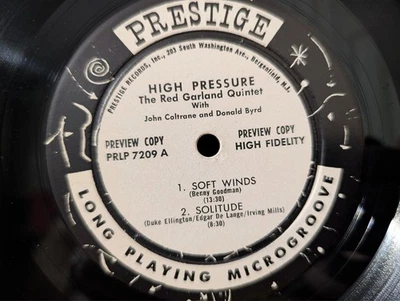 PRESTIGE
PRESTIGE RECORDS, Inc., 203 South Washington Ave., Bergenfield, N.J.
HIGH PRESSURE
The Red Garland Quintet
With
John Coltrane and Donald Byrd
PREVIEW COPY
PRLP 7209 A
PREVIEW COPY
HIGH FIDELITY
1. SOFT WINDS
(Benny Goodman)
(13:30)
2. SOLITUDE
(Duke Ellington/Edgar De Lange/Irving Mills)
(8:30)
LONG PLAYING MICROGROOVE